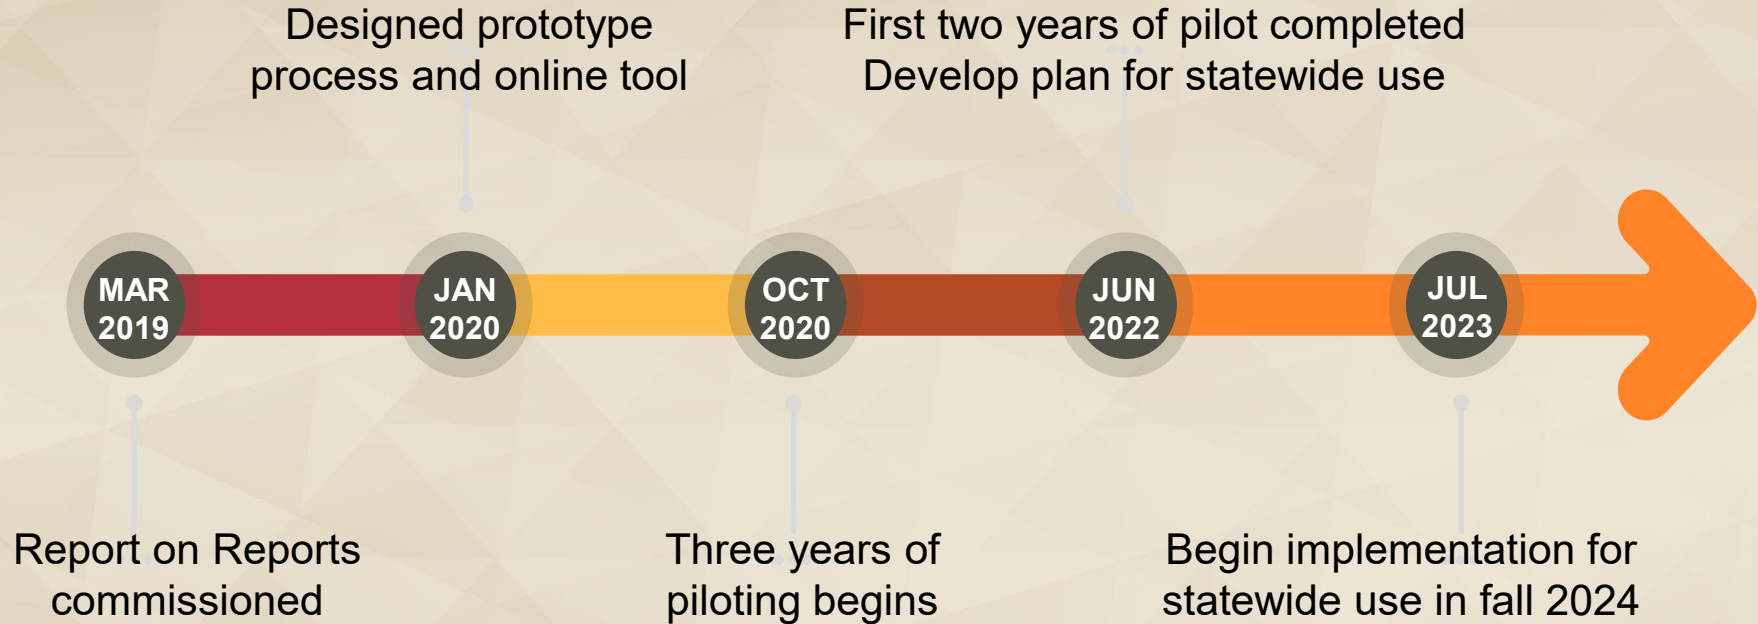 Designed prototype
process and online tool
First two years of pilot completed
Develop plan for statewide use
MAR
2019
JAN
2020
OCT
2020
JUN
2022
JUL
2023
Report on Reports
commissioned
Three years of
piloting begins
Begin implementation for
statewide use in fall 2024